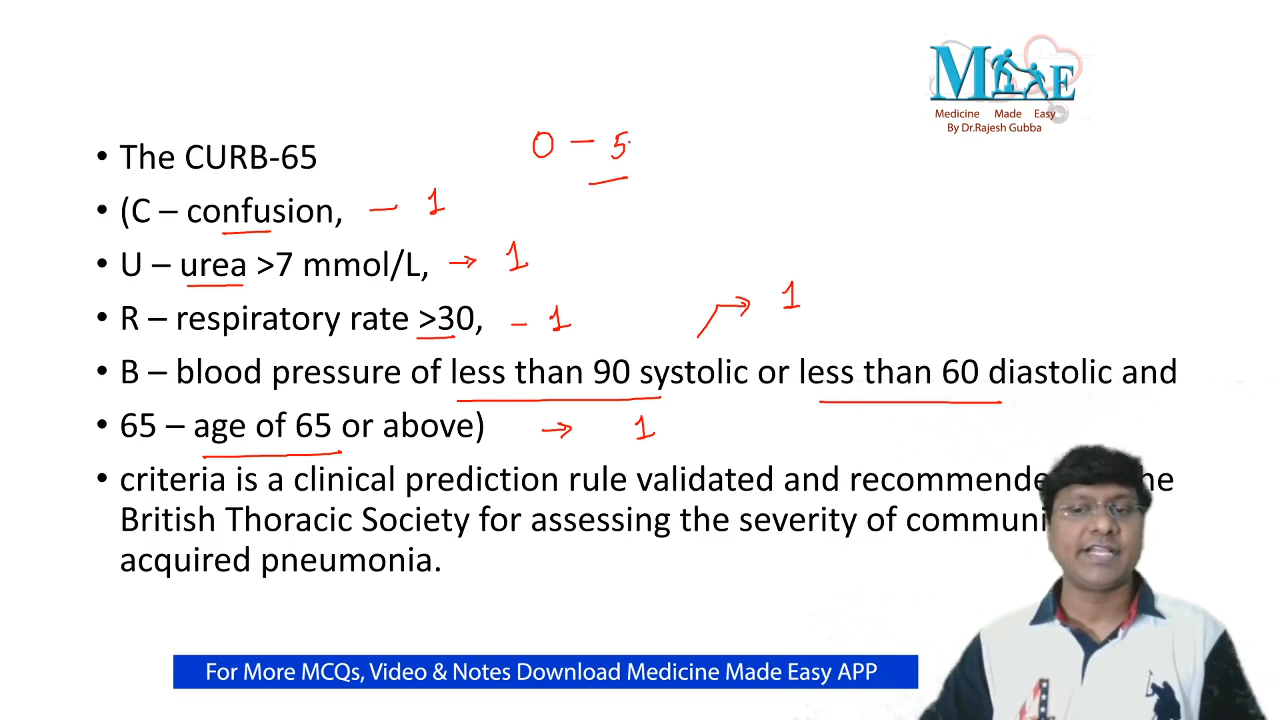 M E
Medicine Made Easy
By Dr.Rajesh Gubba
• The CURB-65 0 – 5
• (C – confusion, – 1
• U – urea >7 mmol/L, → 1
• R – respiratory rate >30, – 1 → 1
• B – blood pressure of less than 90 systolic or less than 60 diastolic and
• 65 – age of 65 or above) → 1
• criteria is a clinical prediction rule validated and recommende he
British Thoracic Society for assessing the severity of communi
acquired pneumonia.
For More MCQs, Video & Notes Download Medicine Made Easy APP